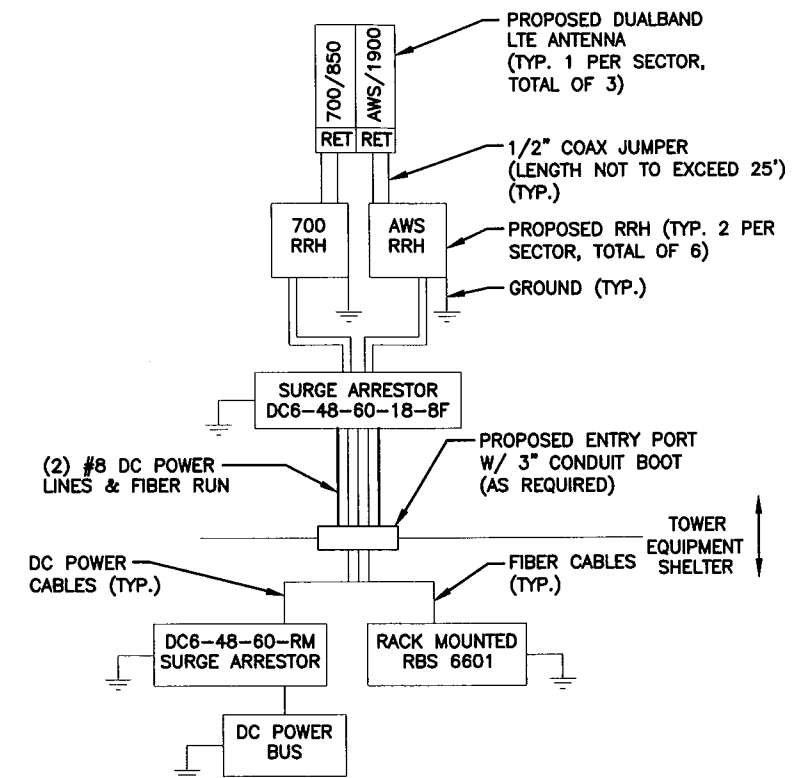 700/850
AWS/1900
RET
RET
PROPOSED DUALBAND
LTE ANTENNA
(TYP. 1 PER SECTOR,
TOTAL OF 3)
1/2" COAX JUMPER
(LENGTH NOT TO EXCEED 25')
(TYP.)
700
RRH
AWS
RRH
PROPOSED RRH (TYP. 2 PER
SECTOR, TOTAL OF 6)
GROUND (TYP.)
SURGE ARRESTOR
DC6-48-60-18-8F
(2) #8 DC POWER
LINES & FIBER RUN
PROPOSED ENTRY PORT
W/ 3" CONDUIT BOOT
(AS REQUIRED)
TOWER
EQUIPMENT
SHELTER
DC POWER
CABLES (TYP.)
FIBER CABLES
(TYP.)
DC6-48-60-RM
SURGE ARRESTOR
RACK MOUNTED
RBS 6601
DC POWER
BUS